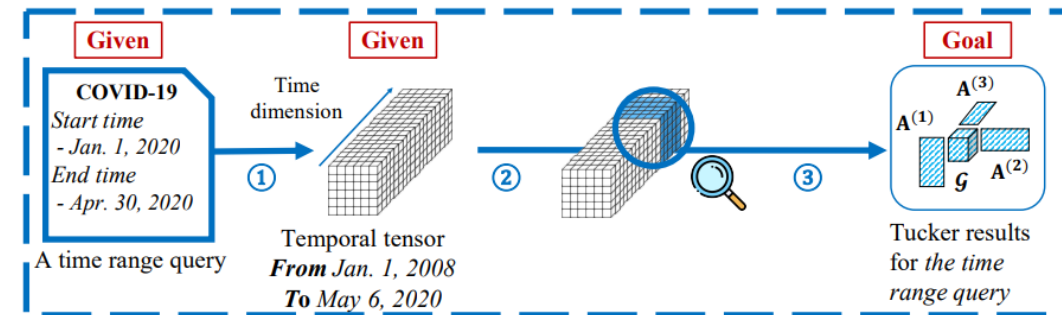 Given
COVID-19
Start time
- Jan. 1, 2020
End time
- Apr. 30, 2020
A time range query
①
Given
Time
dimension
Temporal tensor
From Jan. 1, 2008
To May 6, 2020
②
③
Goal
A⁽³⁾
A⁽¹⁾
A⁽²⁾
𝓖
Tucker results
for the time
range query